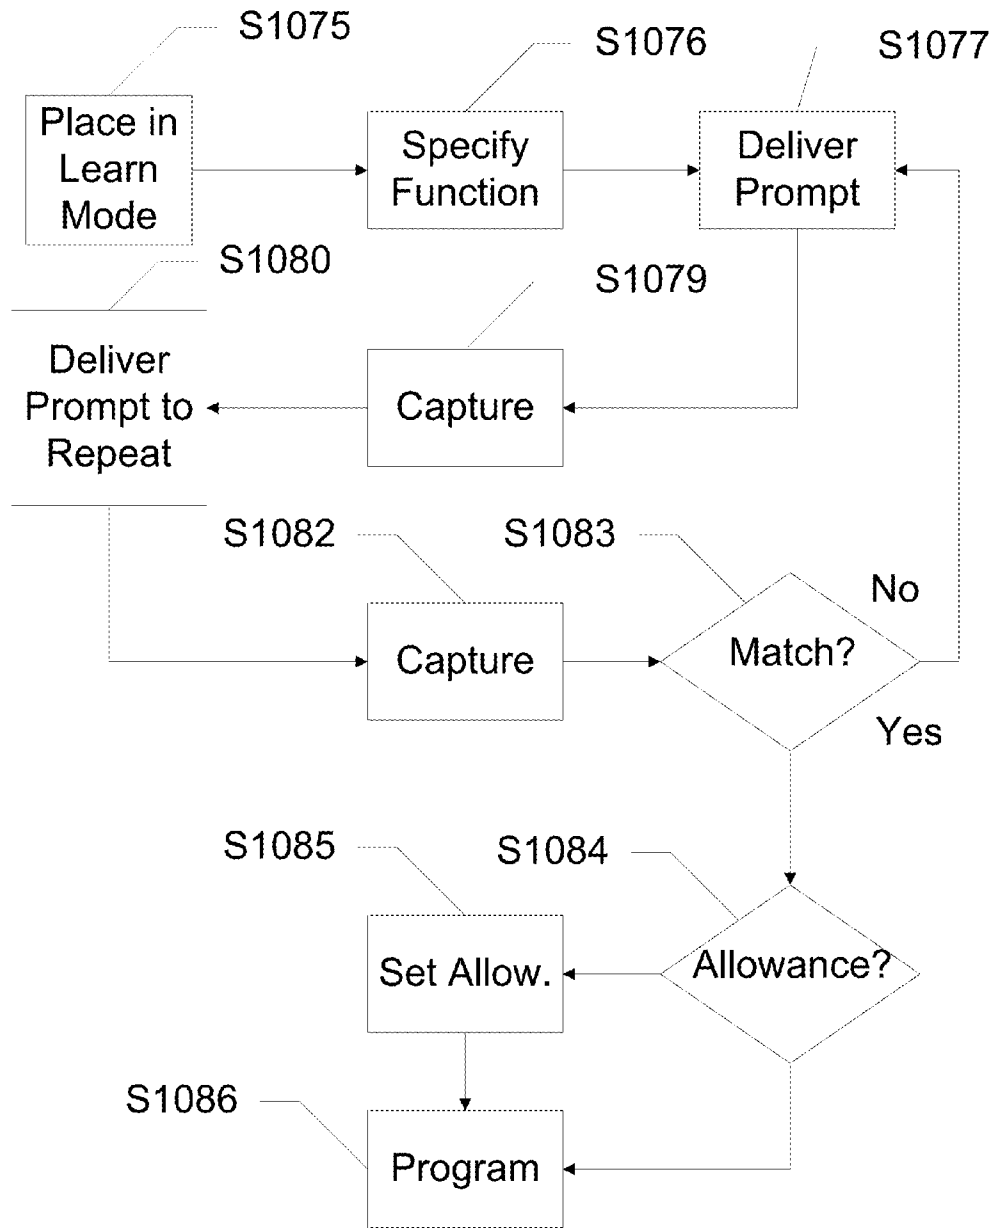 S1075
S1076
S1077
Place in
Learn
Mode
Specify
Function
Deliver
Prompt
S1080
S1079
Deliver
Prompt to
Repeat
Capture
S1082
S1083
No
Capture
Match?
Yes
S1085
S1084
Set Allow.
Allowance?
S1086
Program